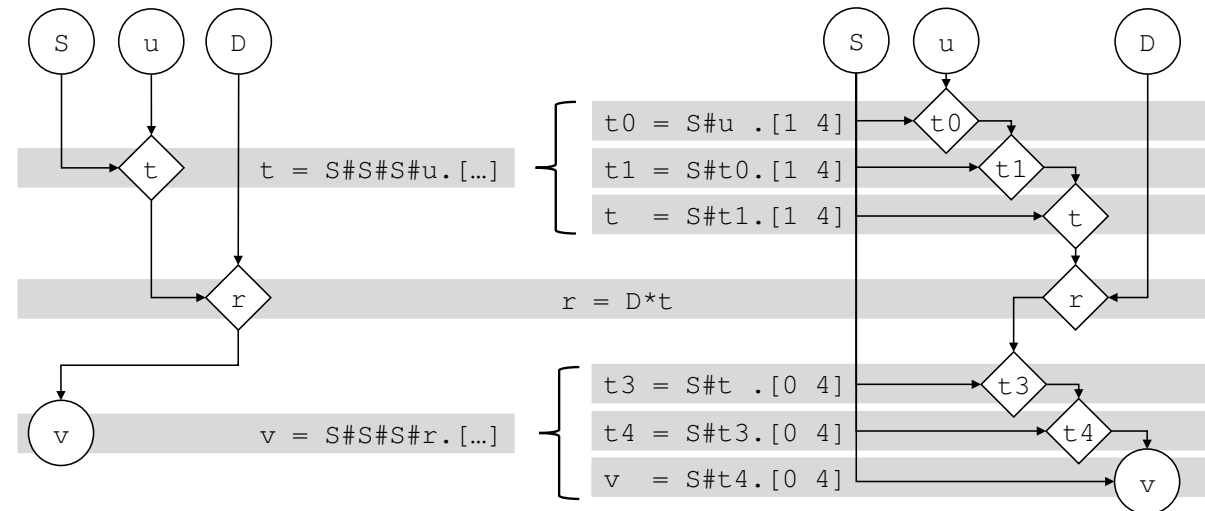 S u D S u D
t0 = S#u .[1 4] t0
t t = S#S#S#u.[…] t1 = S#t0.[1 4] t1
t = S#t1.[1 4] t
r r = D*t r
t3 = S#t .[0 4] t3
v v = S#S#S#r.[…] t4 = S#t3.[0 4] t4
v = S#t4.[0 4] v